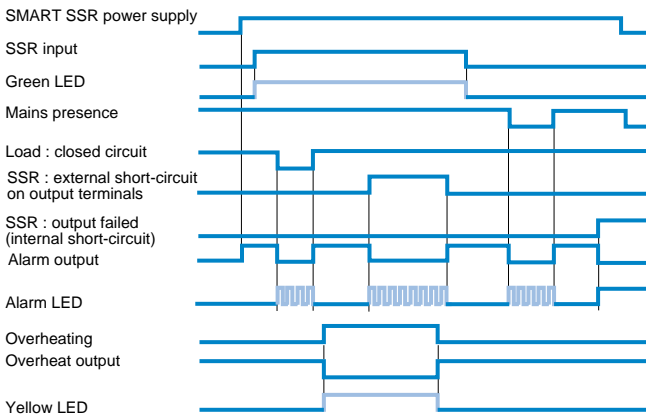 SMART SSR power supply
SSR input
Green LED
Mains presence
Load : closed circuit
SSR : external short-circuit
on output terminals
SSR : output failed
(internal short-circuit)
Alarm output
Alarm LED
Overheating
Overheat output
Yellow LED